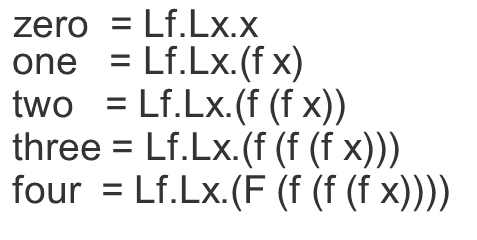 zero = Lf.Lx.x
one = Lf.Lx.(f x)
two = Lf.Lx.(f (f x))
three = Lf.Lx.(f (f (f x)))
four = Lf.Lx.(F (f (f (f x))))